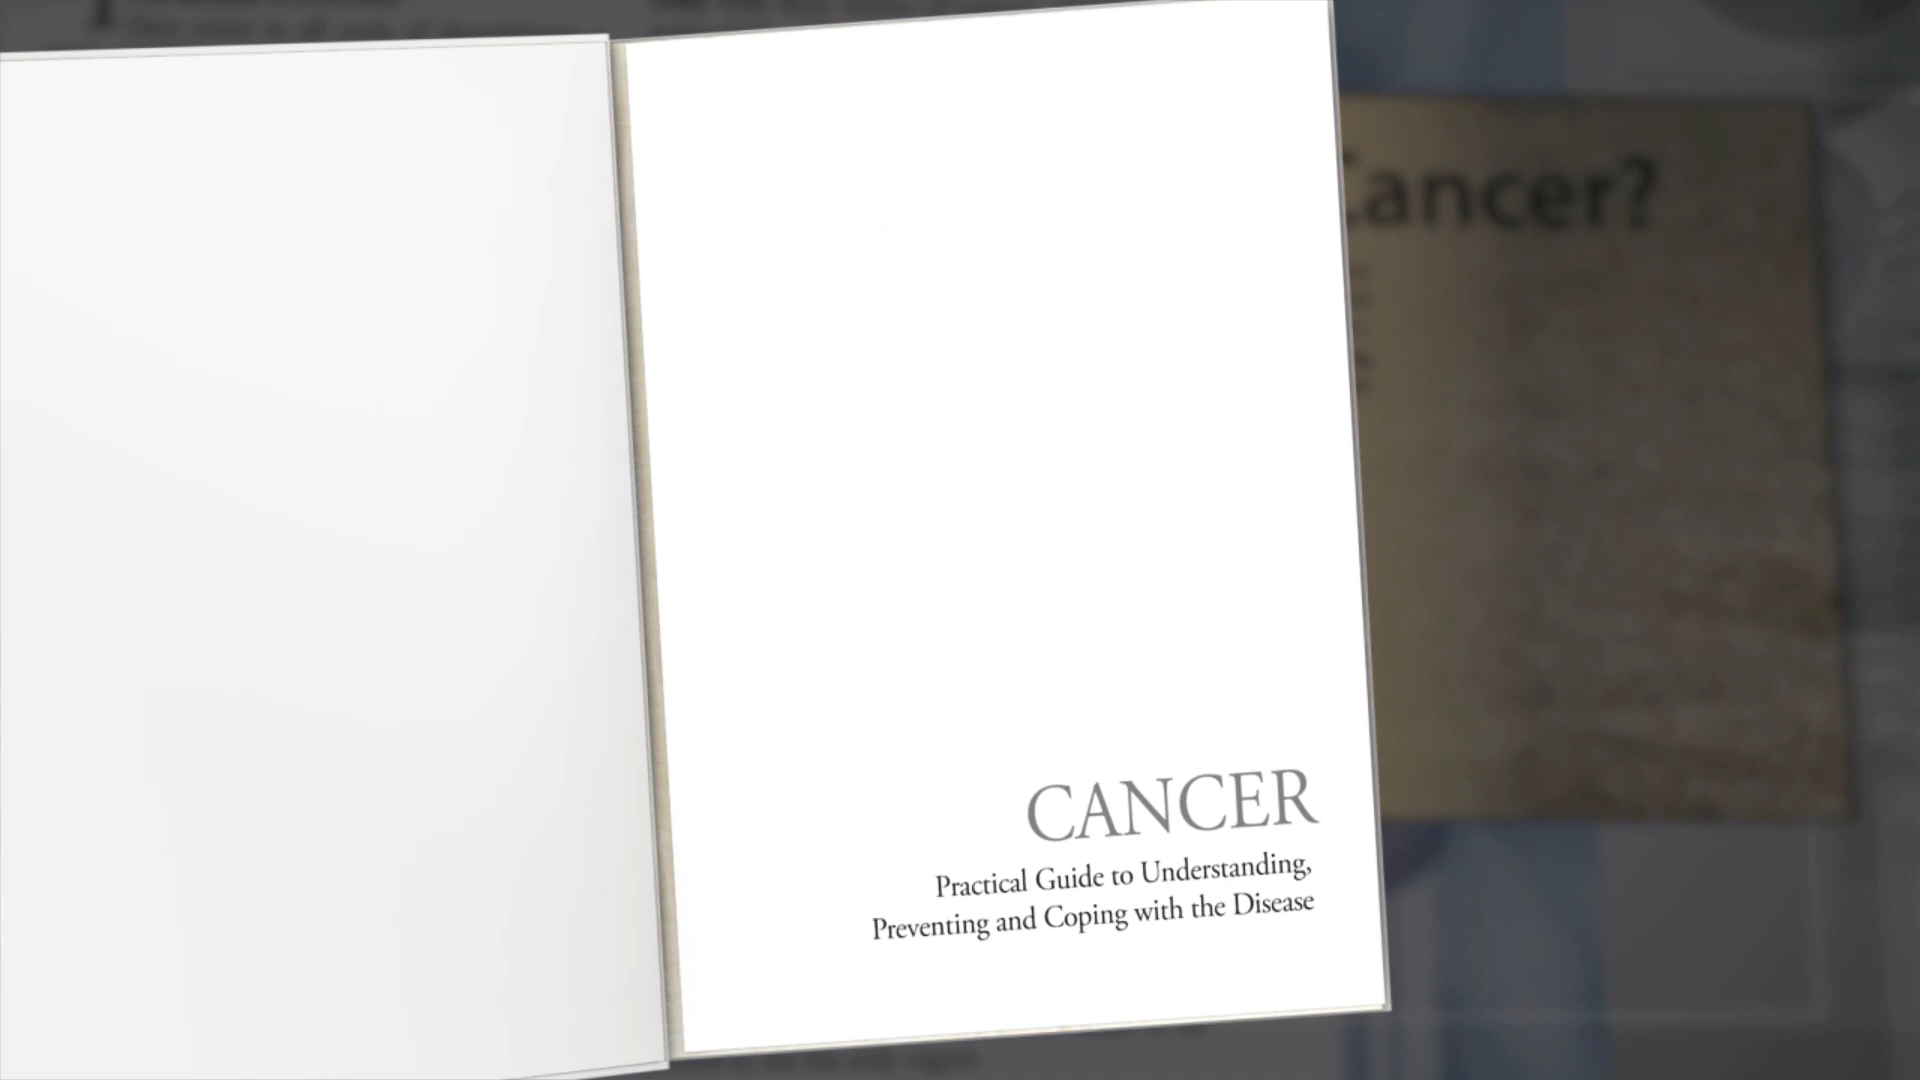 CANCER
Practical Guide to Understanding,
Preventing and Coping with the Disease
Cancer?